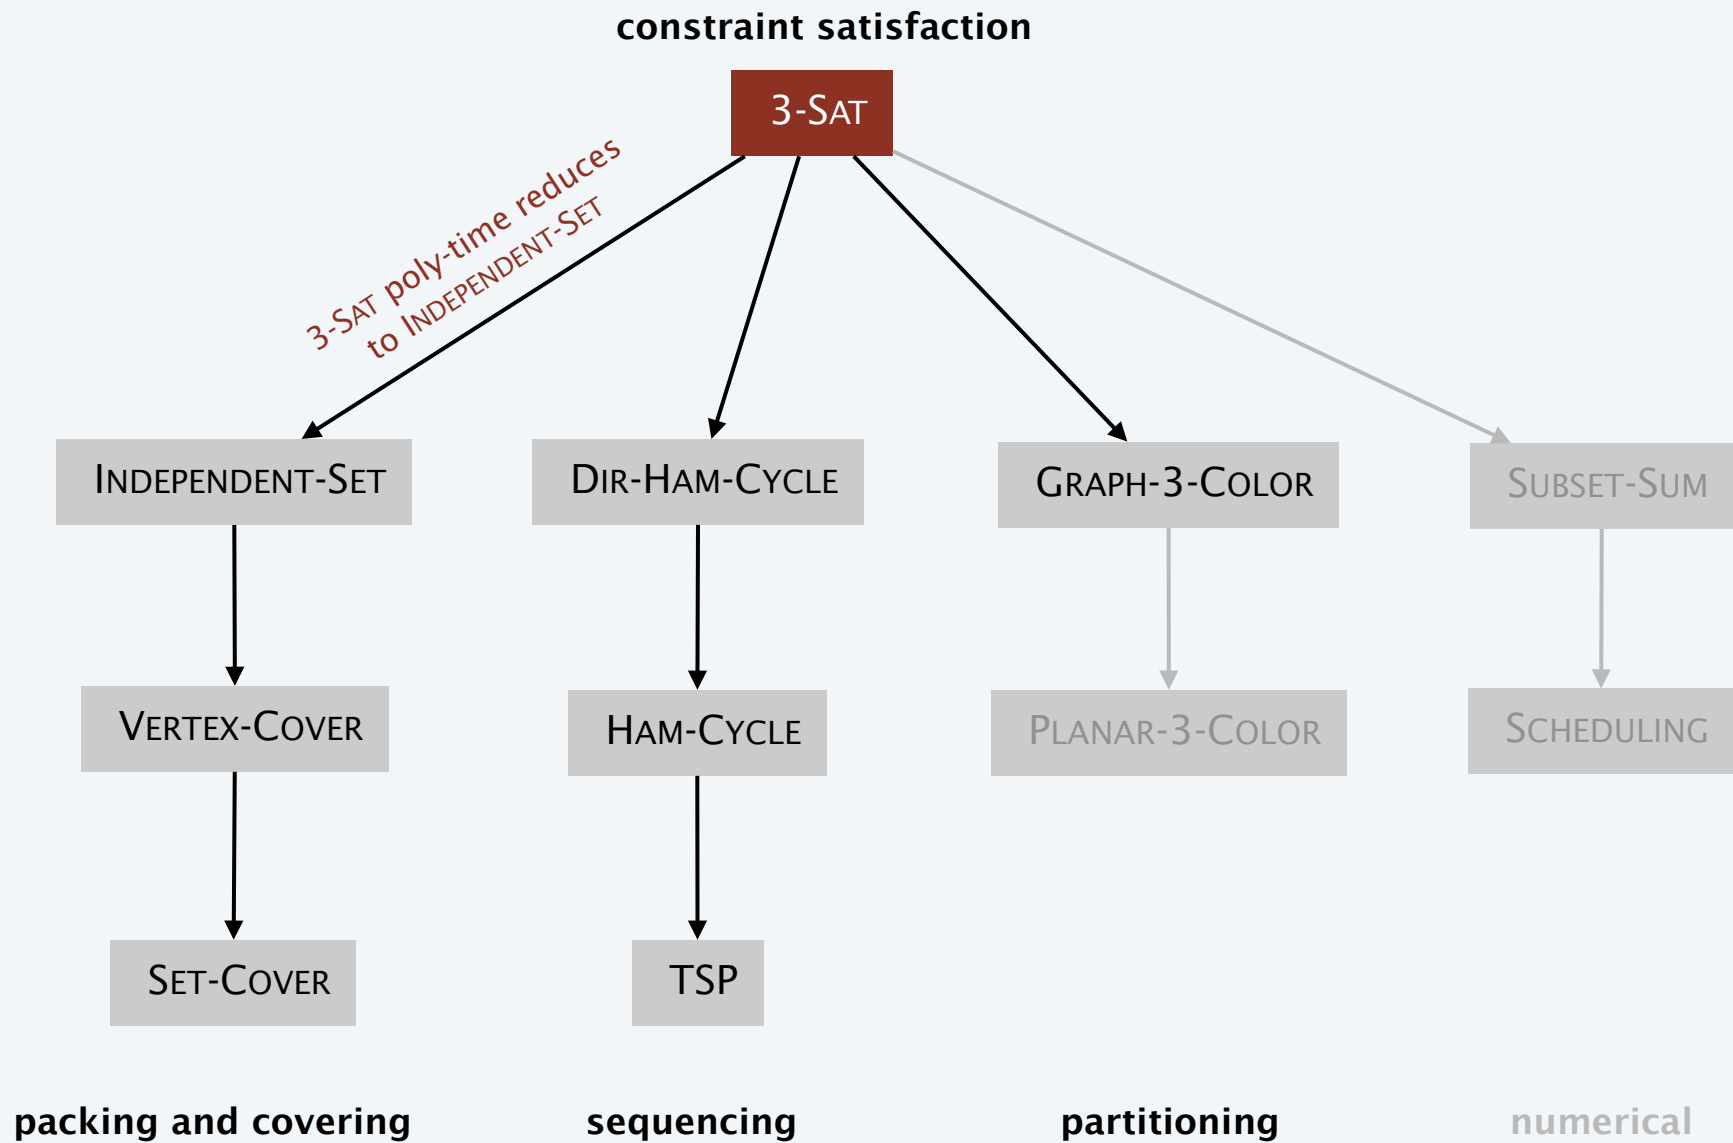 constraint satisfaction
3-SAT
3-SAT poly-time reduces
to INDEPENDENT-SET
INDEPENDENT-SET
DIR-HAM-CYCLE
GRAPH-3-COLOR
SUBSET-SUM
VERTEX-COVER
HAM-CYCLE
PLANAR-3-COLOR
SCHEDULING
SET-COVER
TSP
packing and covering
sequencing
partitioning
numerical